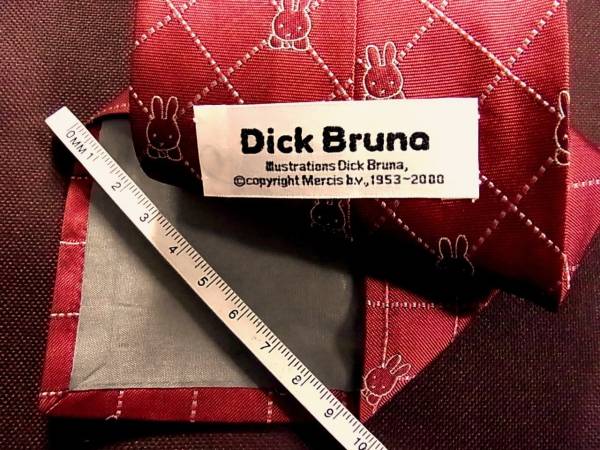 Dick Bruna
Illustrations Dick Bruna,
©copyright Mercis b.v., 1953-2000
0MM 1 2 3 4 5 6 7 8 9 10